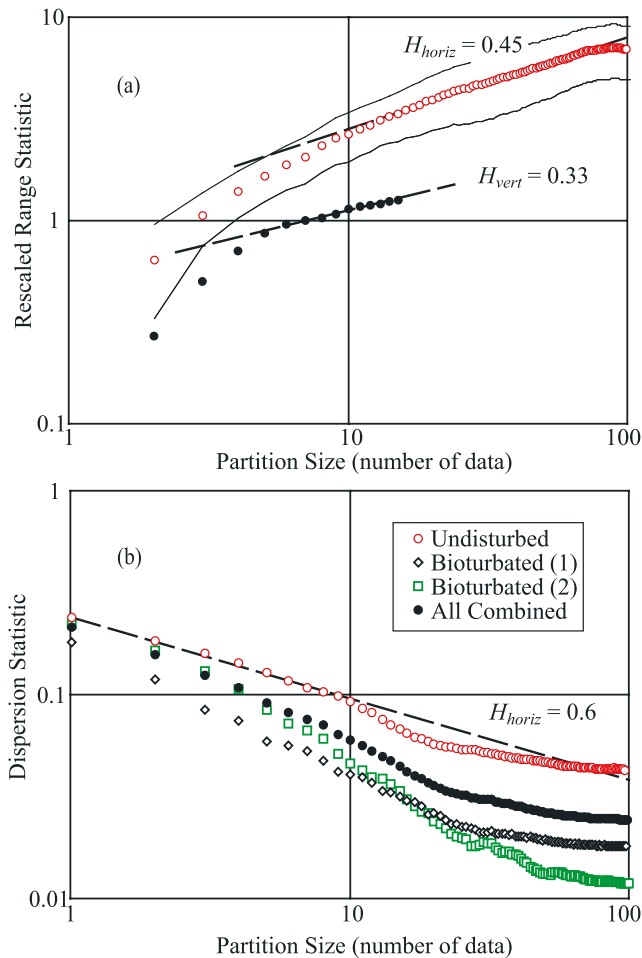 10
H_horiz = 0.45
(a)
Rescaled Range Statistic
1
H_vert = 0.33
0.1
1
10
100
Partition Size (number of data)
1
(b)
Undisturbed
Bioturbated (1)
Bioturbated (2)
All Combined
Dispersion Statistic
0.1
H_horiz = 0.6
0.01
1
10
100
Partition Size (number of data)